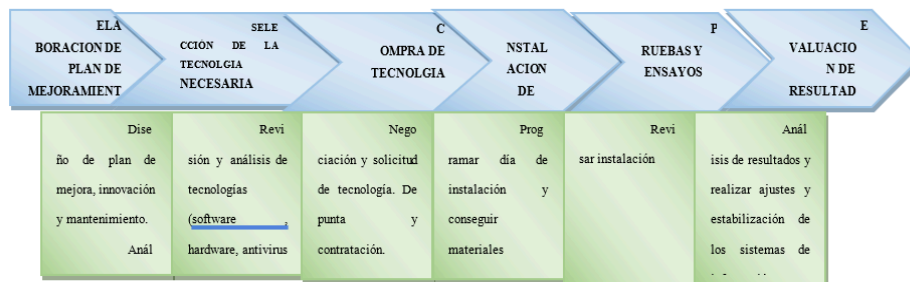 ELA
BORACION DE
PLAN DE
MEJORAMIENT
SELE
CCIÓN DE LA
TECNOLGIA
NECESARIA
C
OMPRA DE
TECNOLGIA
NSTAL
ACION
DE
P
RUEBAS Y
ENSAYOS
E
VALUACIO
N DE
RESULTAD
Dise
ño de plan de
mejora, innovación
y mantenimiento.
Anál
Revi
sión y análisis de
tecnologías
(software ,
hardware, antivirus
Nego
ciación y solicitud
de tecnología. De
punta y
contratación.
Prog
ramar día de
instalación y
conseguir
materiales
Revi
sar instalación
Anál
isis de resultados y
realizar ajustes y
estabilización de
los sistemas de